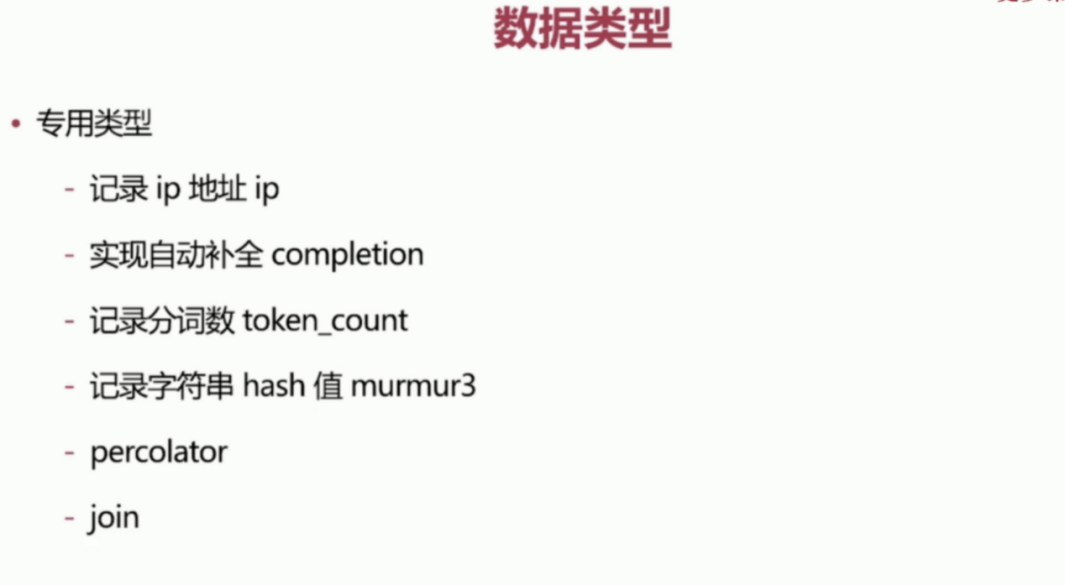 数据类型
• 专用类型
- 记录 ip 地址 ip
- 实现自动补全 completion
- 记录分词数 token_count
- 记录字符串 hash 值 murmur3
- percolator
- join